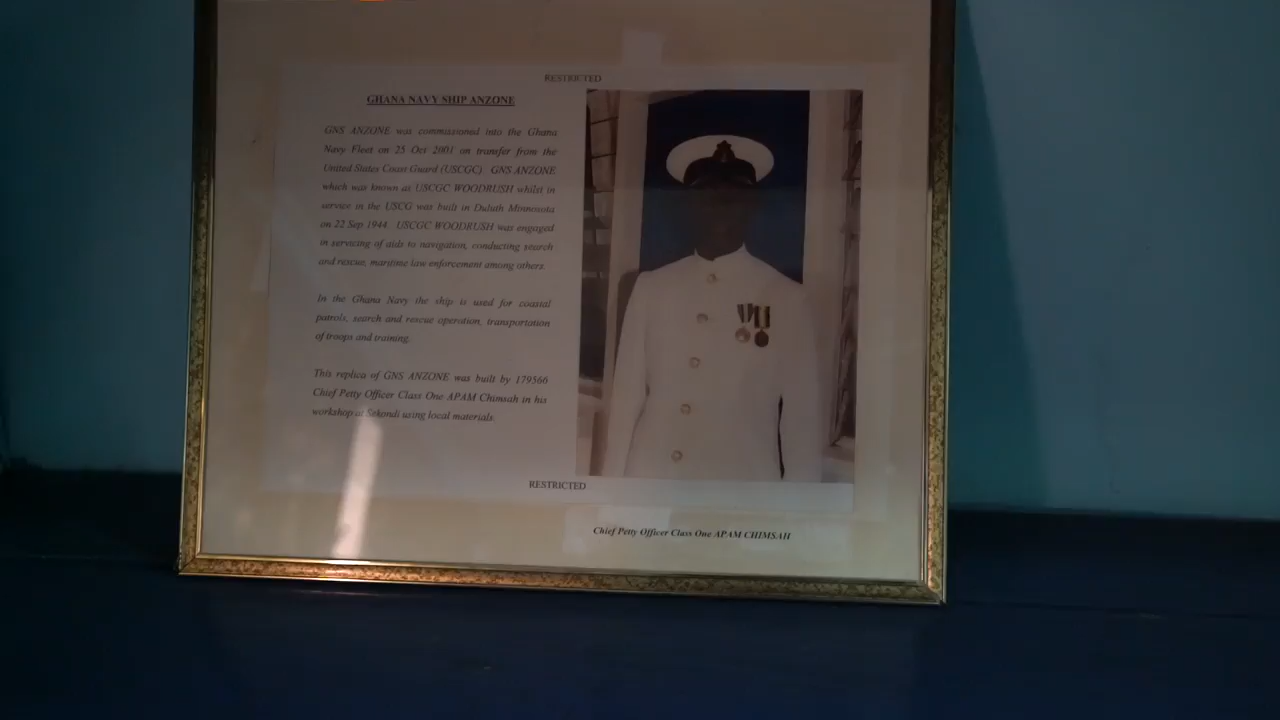 RESTRICTED
GHANA NAVY SHIP ANZONE
GNS ANZONE was commissioned into the Ghana
Navy Fleet on 25 Oct 2001 on transfer from the
United States Coast Guard (USCGC). GNS ANZONE
which was known as USCGC WOODRUSH whilst in
service in the USCG was built in Duluth Minnosota
on 22 Sep 1944. USCGC WOODRUSH was engaged
in servicing of aids to navigation, conducting search
and rescue, maritime law enforcement among others.
In the Ghana Navy the ship is used for coastal
patrols, search and rescue operation, transportation
of troops and training.
This replica of GNS ANZONE was built by 179566
Chief Petty Officer Class One APAM Chimsah in his
workshop at Sekondi using local materials.
RESTRICTED
Chief Petty Officer Class One APAM CHIMSAH